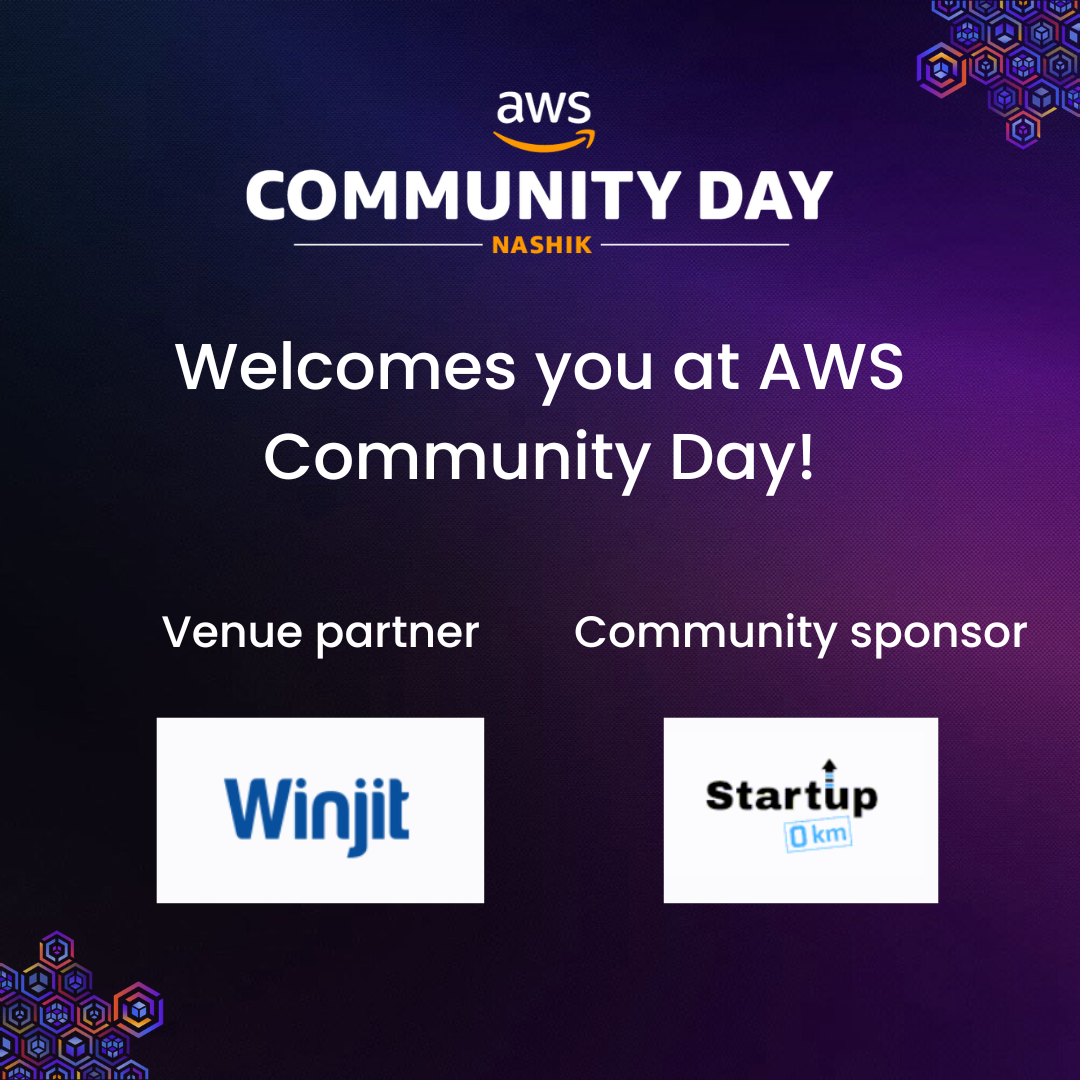 aws
COMMUNITY DAY
NASHIK
Welcomes you at AWS
Community Day!
Venue partner
Community sponsor
Winjit
Startup
0 km